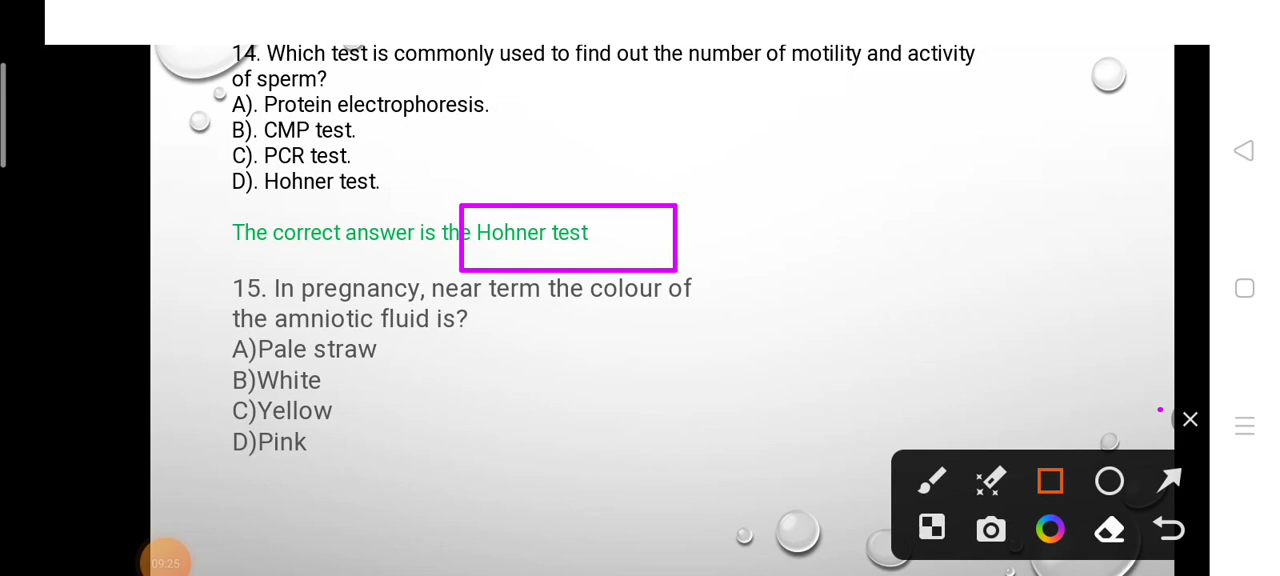 14. Which test is commonly used to find out the number of motility and activity
of sperm?
A). Protein electrophoresis.
B). CMP test.
C). PCR test.
D). Hohner test.
The correct answer is the Hohner test
15. In pregnancy, near term the colour of
the amniotic fluid is?
A)Pale straw
B)White
C)Yellow
D)Pink
09:25